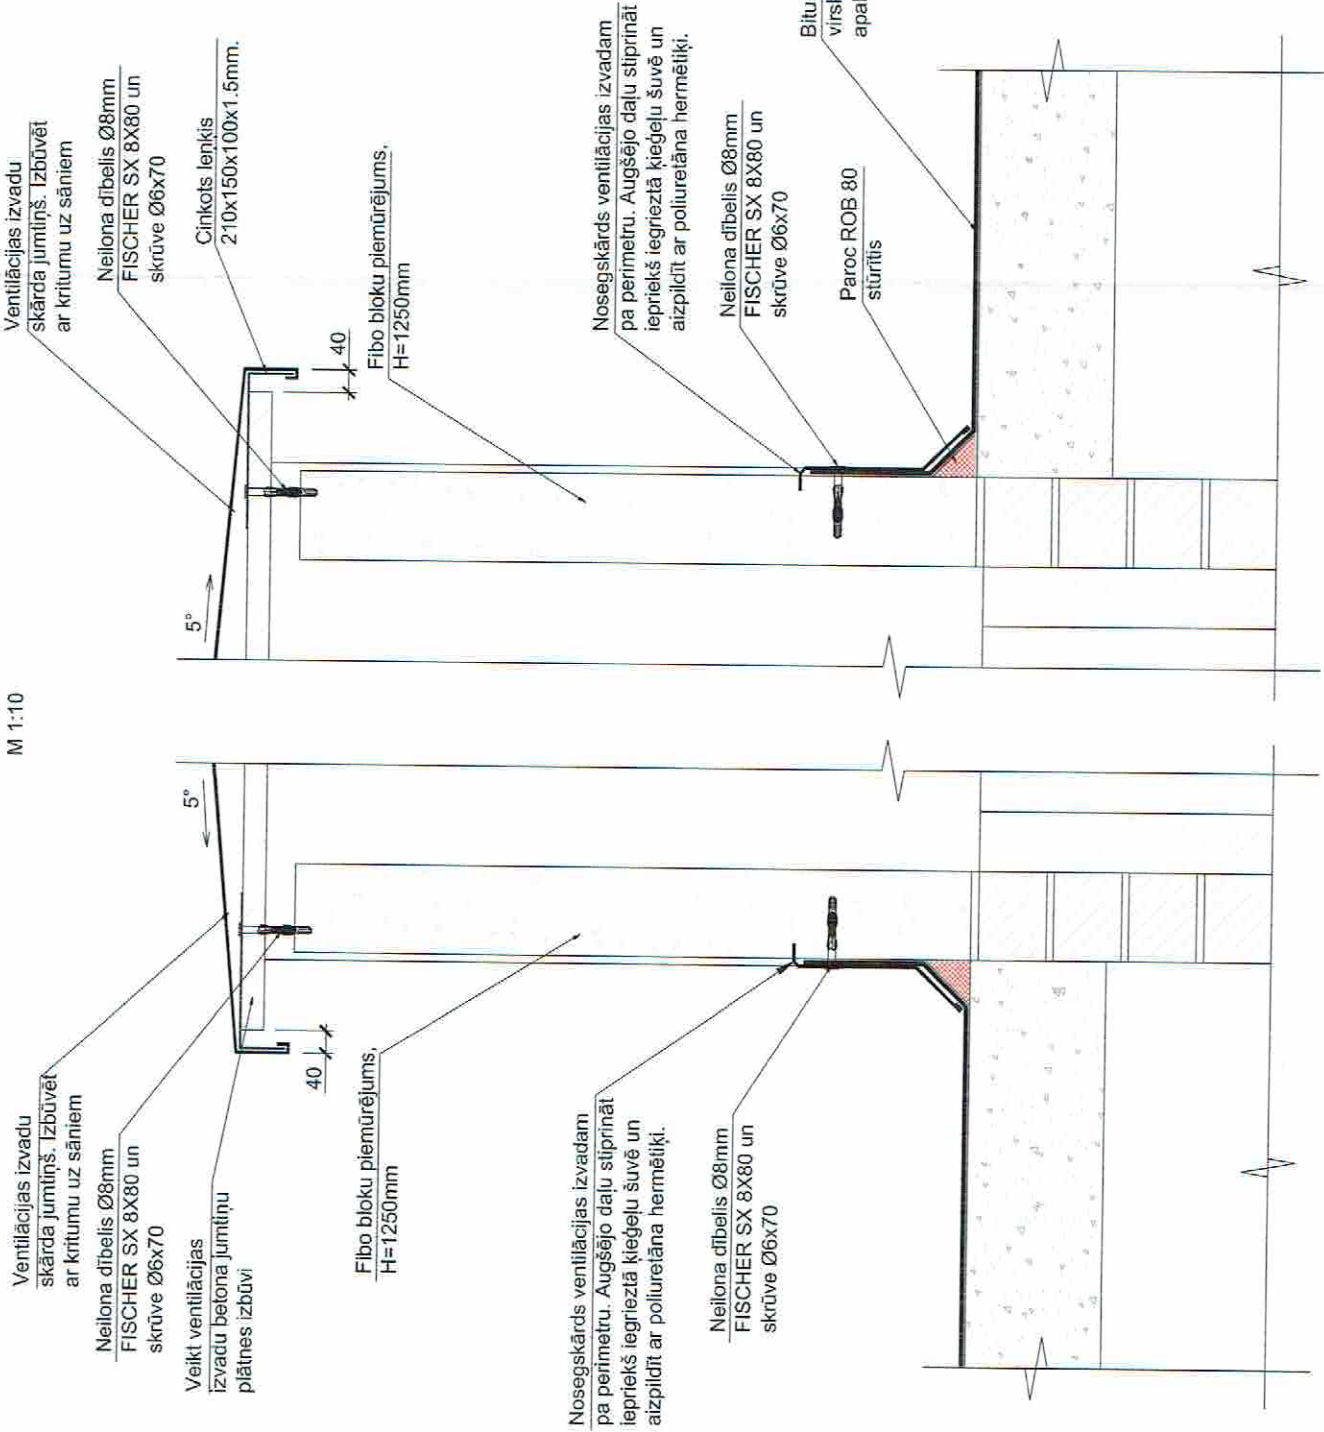 M 1:10
Ventilācijas izvadu
skārda jumtiņš. Izbūvēt
ar kritumu uz sāniem
Neilona dībelis Ø8mm
FISCHER SX 8X80 un
skrūve Ø6x70
Veikt ventilācijas
izvadu betona jumtiņu
plātnes izbūvi
5°
40
Fibo bloku piemūrējums,
H=1250mm
Nosegskārds ventilācijas izvadam
pa perimetru. Augšējo daļu stiprināt
iepriekš iegrieztā ķieģeļu šuvē un
aizpildīt ar poliuretāna hermētiķi.
Neilona dībelis Ø8mm
FISCHER SX 8X80 un
skrūve Ø6x70
Ventilācijas izvadu
skārda jumtiņš. Izbūvēt
ar kritumu uz sāniem
Neilona dībelis Ø8mm
FISCHER SX 8X80 un
skrūve Ø6x70
Cinkots leņķis
210x150x100x1.5mm.
5°
40
Fibo bloku piemūrējums,
H=1250mm
Nosegskārds ventilācijas izvadam
pa perimetru. Augšējo daļu stiprināt
iepriekš iegrieztā ķieģeļu šuvē un
aizpildīt ar poliuretāna hermētiķi.
Neilona dībelis Ø8mm
FISCHER SX 8X80 un
skrūve Ø6x70
Paroc ROB 80
stūrītis
Bitu
virs
apal